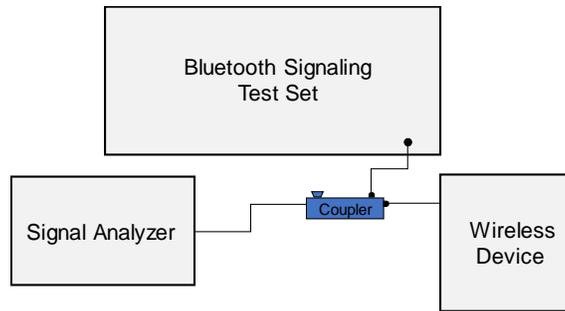 Bluetooth Signaling
Test Set
Signal Analyzer
Coupler
Wireless
Device